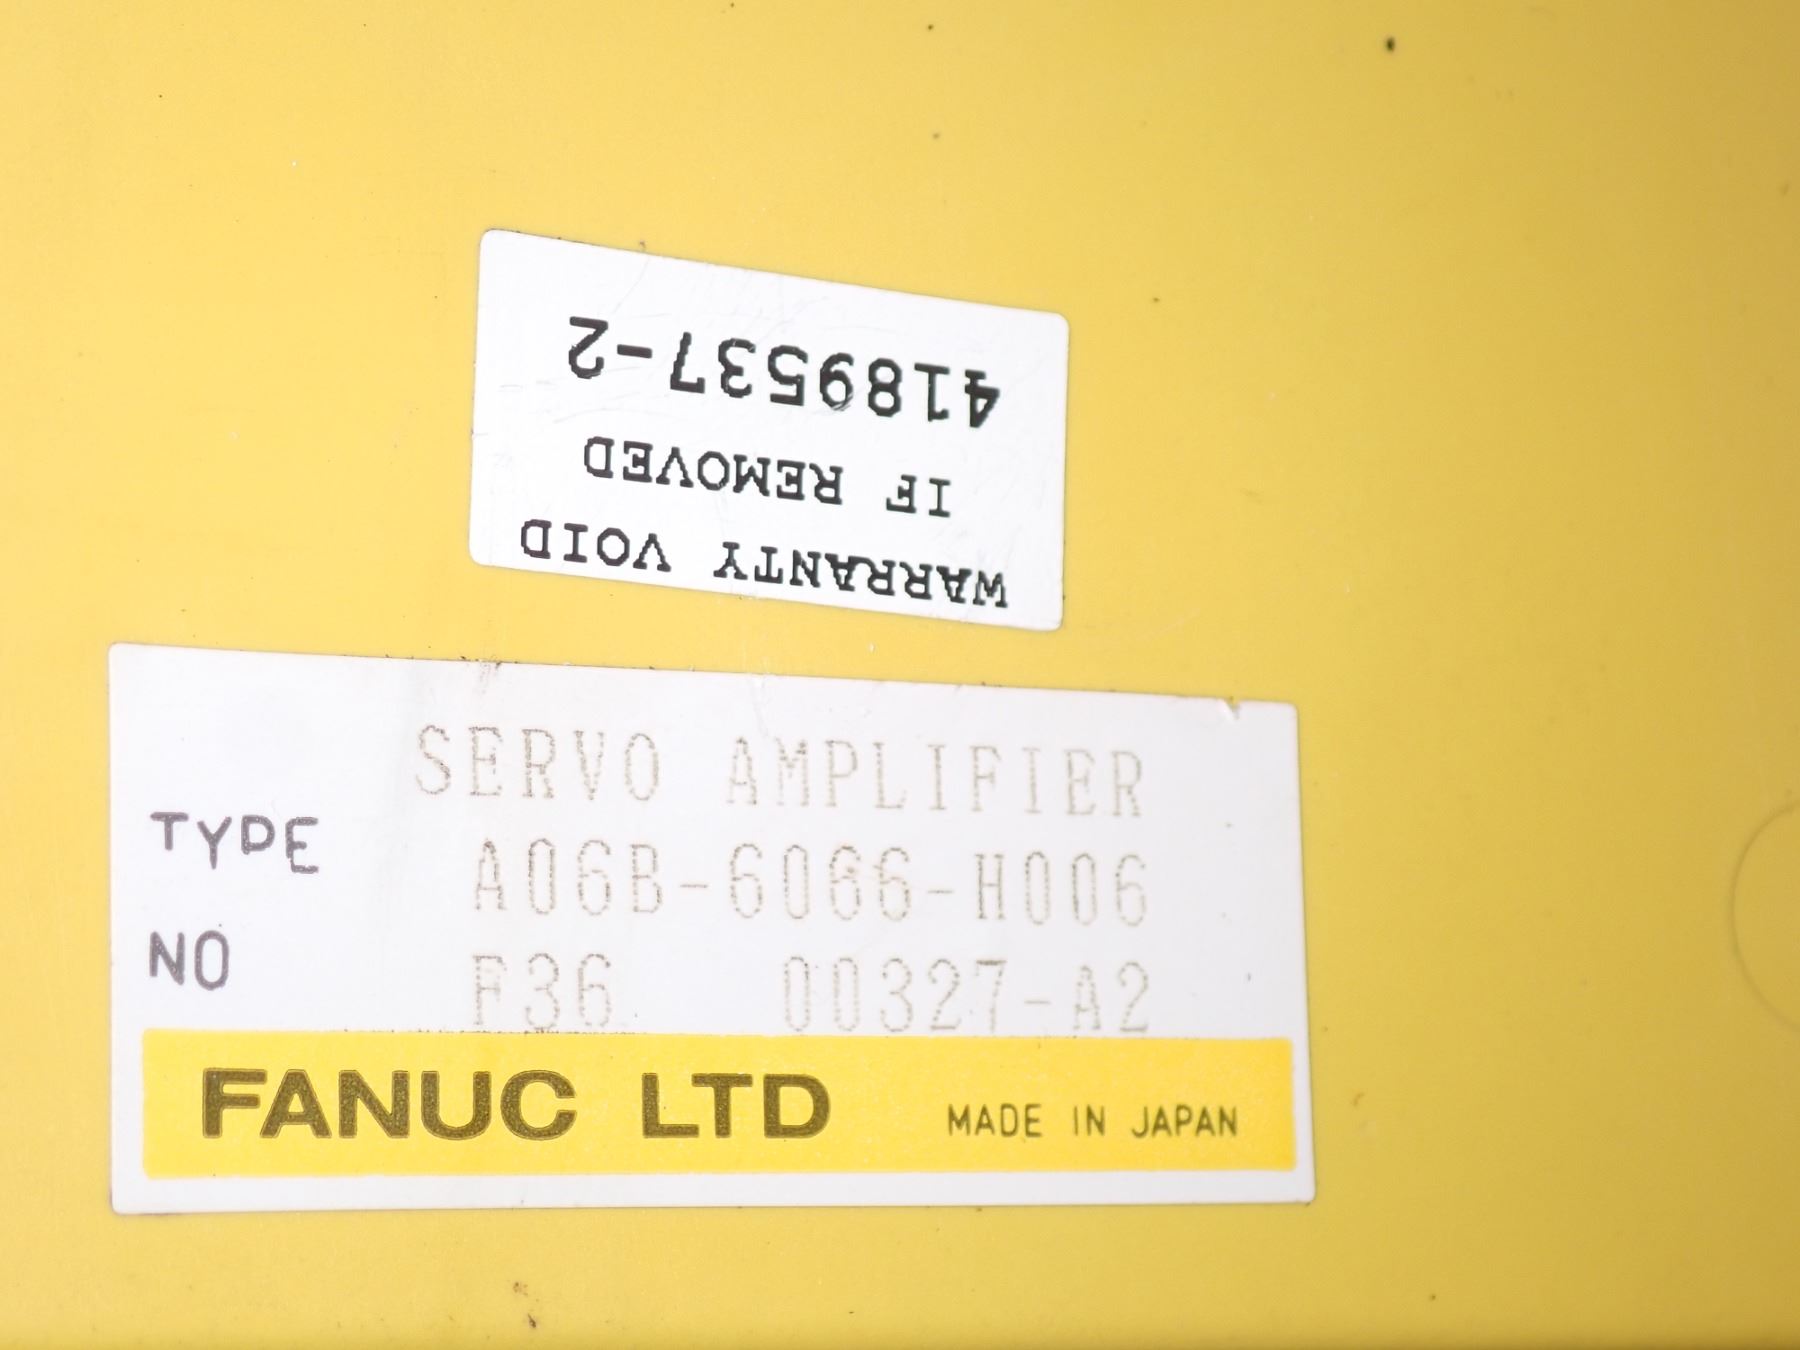 WARRANTY VOID
IF REMOVED
4189537-2
SERVO AMPLIFIER
TYPE A06B-6066-H006
NO F36 00327-A2
FANUC LTD MADE IN JAPAN